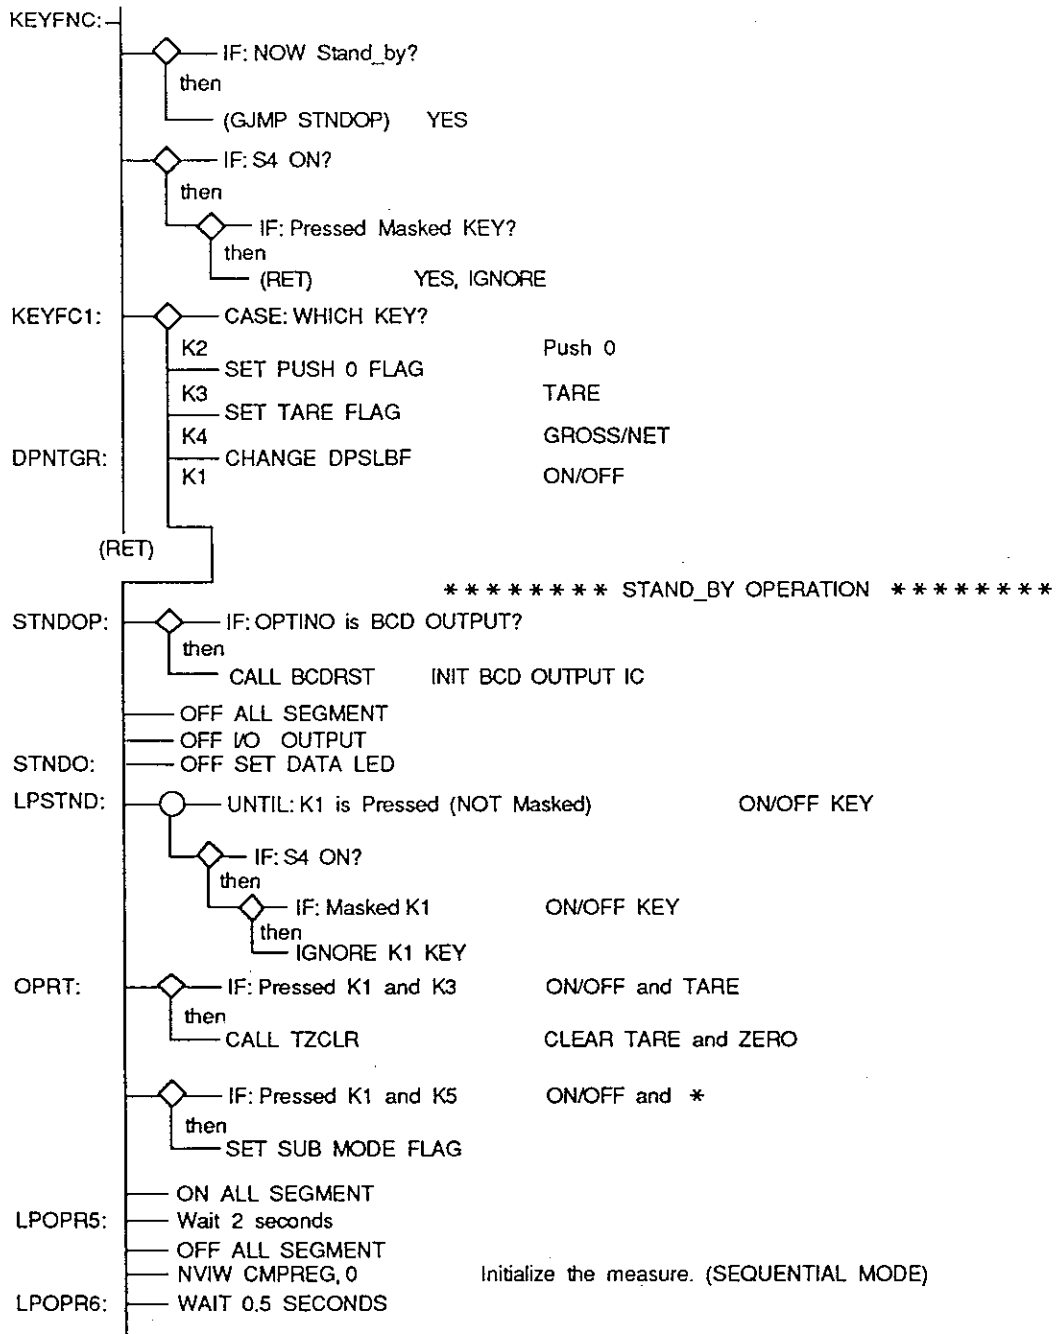 KEYFNC:
IF: NOW Stand_by?
then
(GJMP STNDOP) YES
IF: S4 ON?
then
IF: Pressed Masked KEY?
then
(RET) YES, IGNORE
KEYFC1: CASE: WHICH KEY?
K2 Push 0
SET PUSH 0 FLAG
K3 TARE
SET TARE FLAG
K4 GROSS/NET
DPNTGR: CHANGE DPSLBF
K1 ON/OFF
(RET)
******** STAND_BY OPERATION ********
STNDOP: IF: OPTINO is BCD OUTPUT?
then
CALL BCDRST INIT BCD OUTPUT IC
OFF ALL SEGMENT
OFF I/O OUTPUT
STNDO: OFF SET DATA LED
LPSTND: UNTIL: K1 is Pressed (NOT Masked) ON/OFF KEY
IF: S4 ON?
then
IF: Masked K1 ON/OFF KEY
then
IGNORE K1 KEY
OPRT: IF: Pressed K1 and K3 ON/OFF and TARE
then
CALL TZCLR CLEAR TARE and ZERO
IF: Pressed K1 and K5 ON/OFF and *
then
SET SUB MODE FLAG
ON ALL SEGMENT
LPOPR5: Wait 2 seconds
OFF ALL SEGMENT
NVIW CMPREG, 0 Initialize the measure. (SEQUENTIAL MODE)
LPOPR6: WAIT 0.5 SECONDS